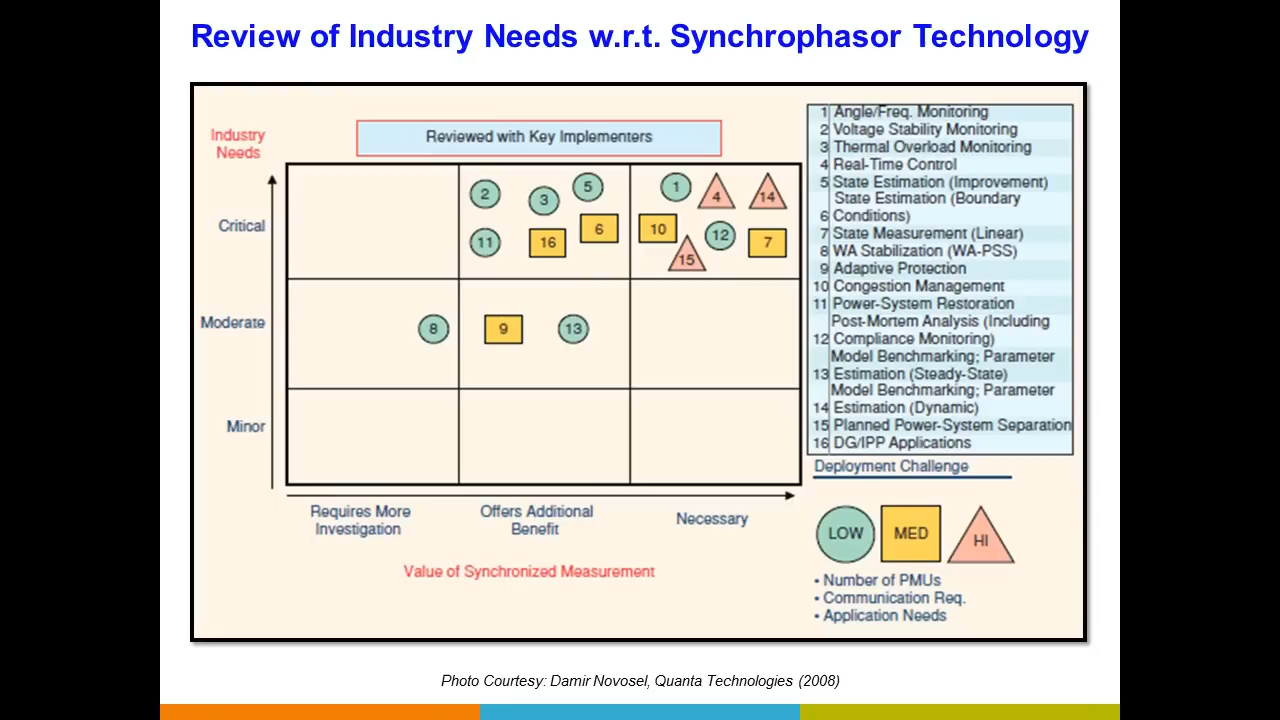 Review of Industry Needs w.r.t. Synchrophasor Technology
Industry
Needs
Reviewed with Key Implementers
Critical
Moderate
Minor
2
3
5
11
16
6
1
4
14
10
15
12
7
8
9
13
Requires More
Investigation
Offers Additional
Benefit
Necessary
Value of Synchronized Measurement
1 Angle/Freq. Monitoring
2 Voltage Stability Monitoring
3 Thermal Overload Monitoring
4 Real-Time Control
5 State Estimation (Improvement)
State Estimation (Boundary
6 Conditions)
7 State Measurement (Linear)
8 WA Stabilization (WA-PSS)
9 Adaptive Protection
10 Congestion Management
11 Power-System Restoration
Post-Mortem Analysis (Including
12 Compliance Monitoring)
Model Benchmarking; Parameter
13 Estimation (Steady-State)
Model Benchmarking; Parameter
14 Estimation (Dynamic)
15 Planned Power-System Separation
16 DG/IPP Applications
Deployment Challenge
LOW
MED
HI
• Number of PMUs
• Communication Req.
• Application Needs
Photo Courtesy: Damir Novosel, Quanta Technologies (2008)